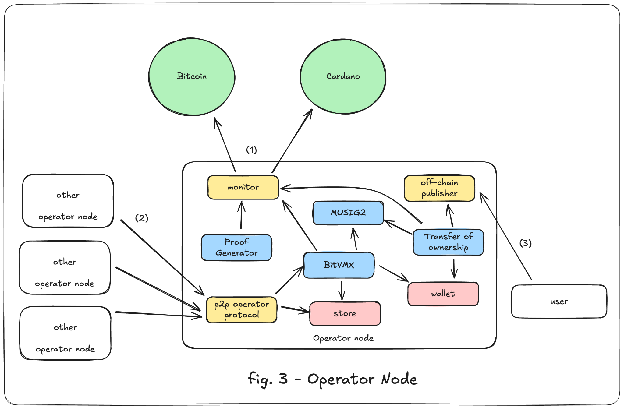 Bitcoin
Cardano
(1)
other
operator node
(2)
other
operator node
other
operator node
monitor
off-chain
publisher
MUSIG2
Proof
Generator
Transfer of
ownership
BitVMX
(3)
wallet
p2p operator
protocol
store
user
Operator node
fig. 3 - Operator Node